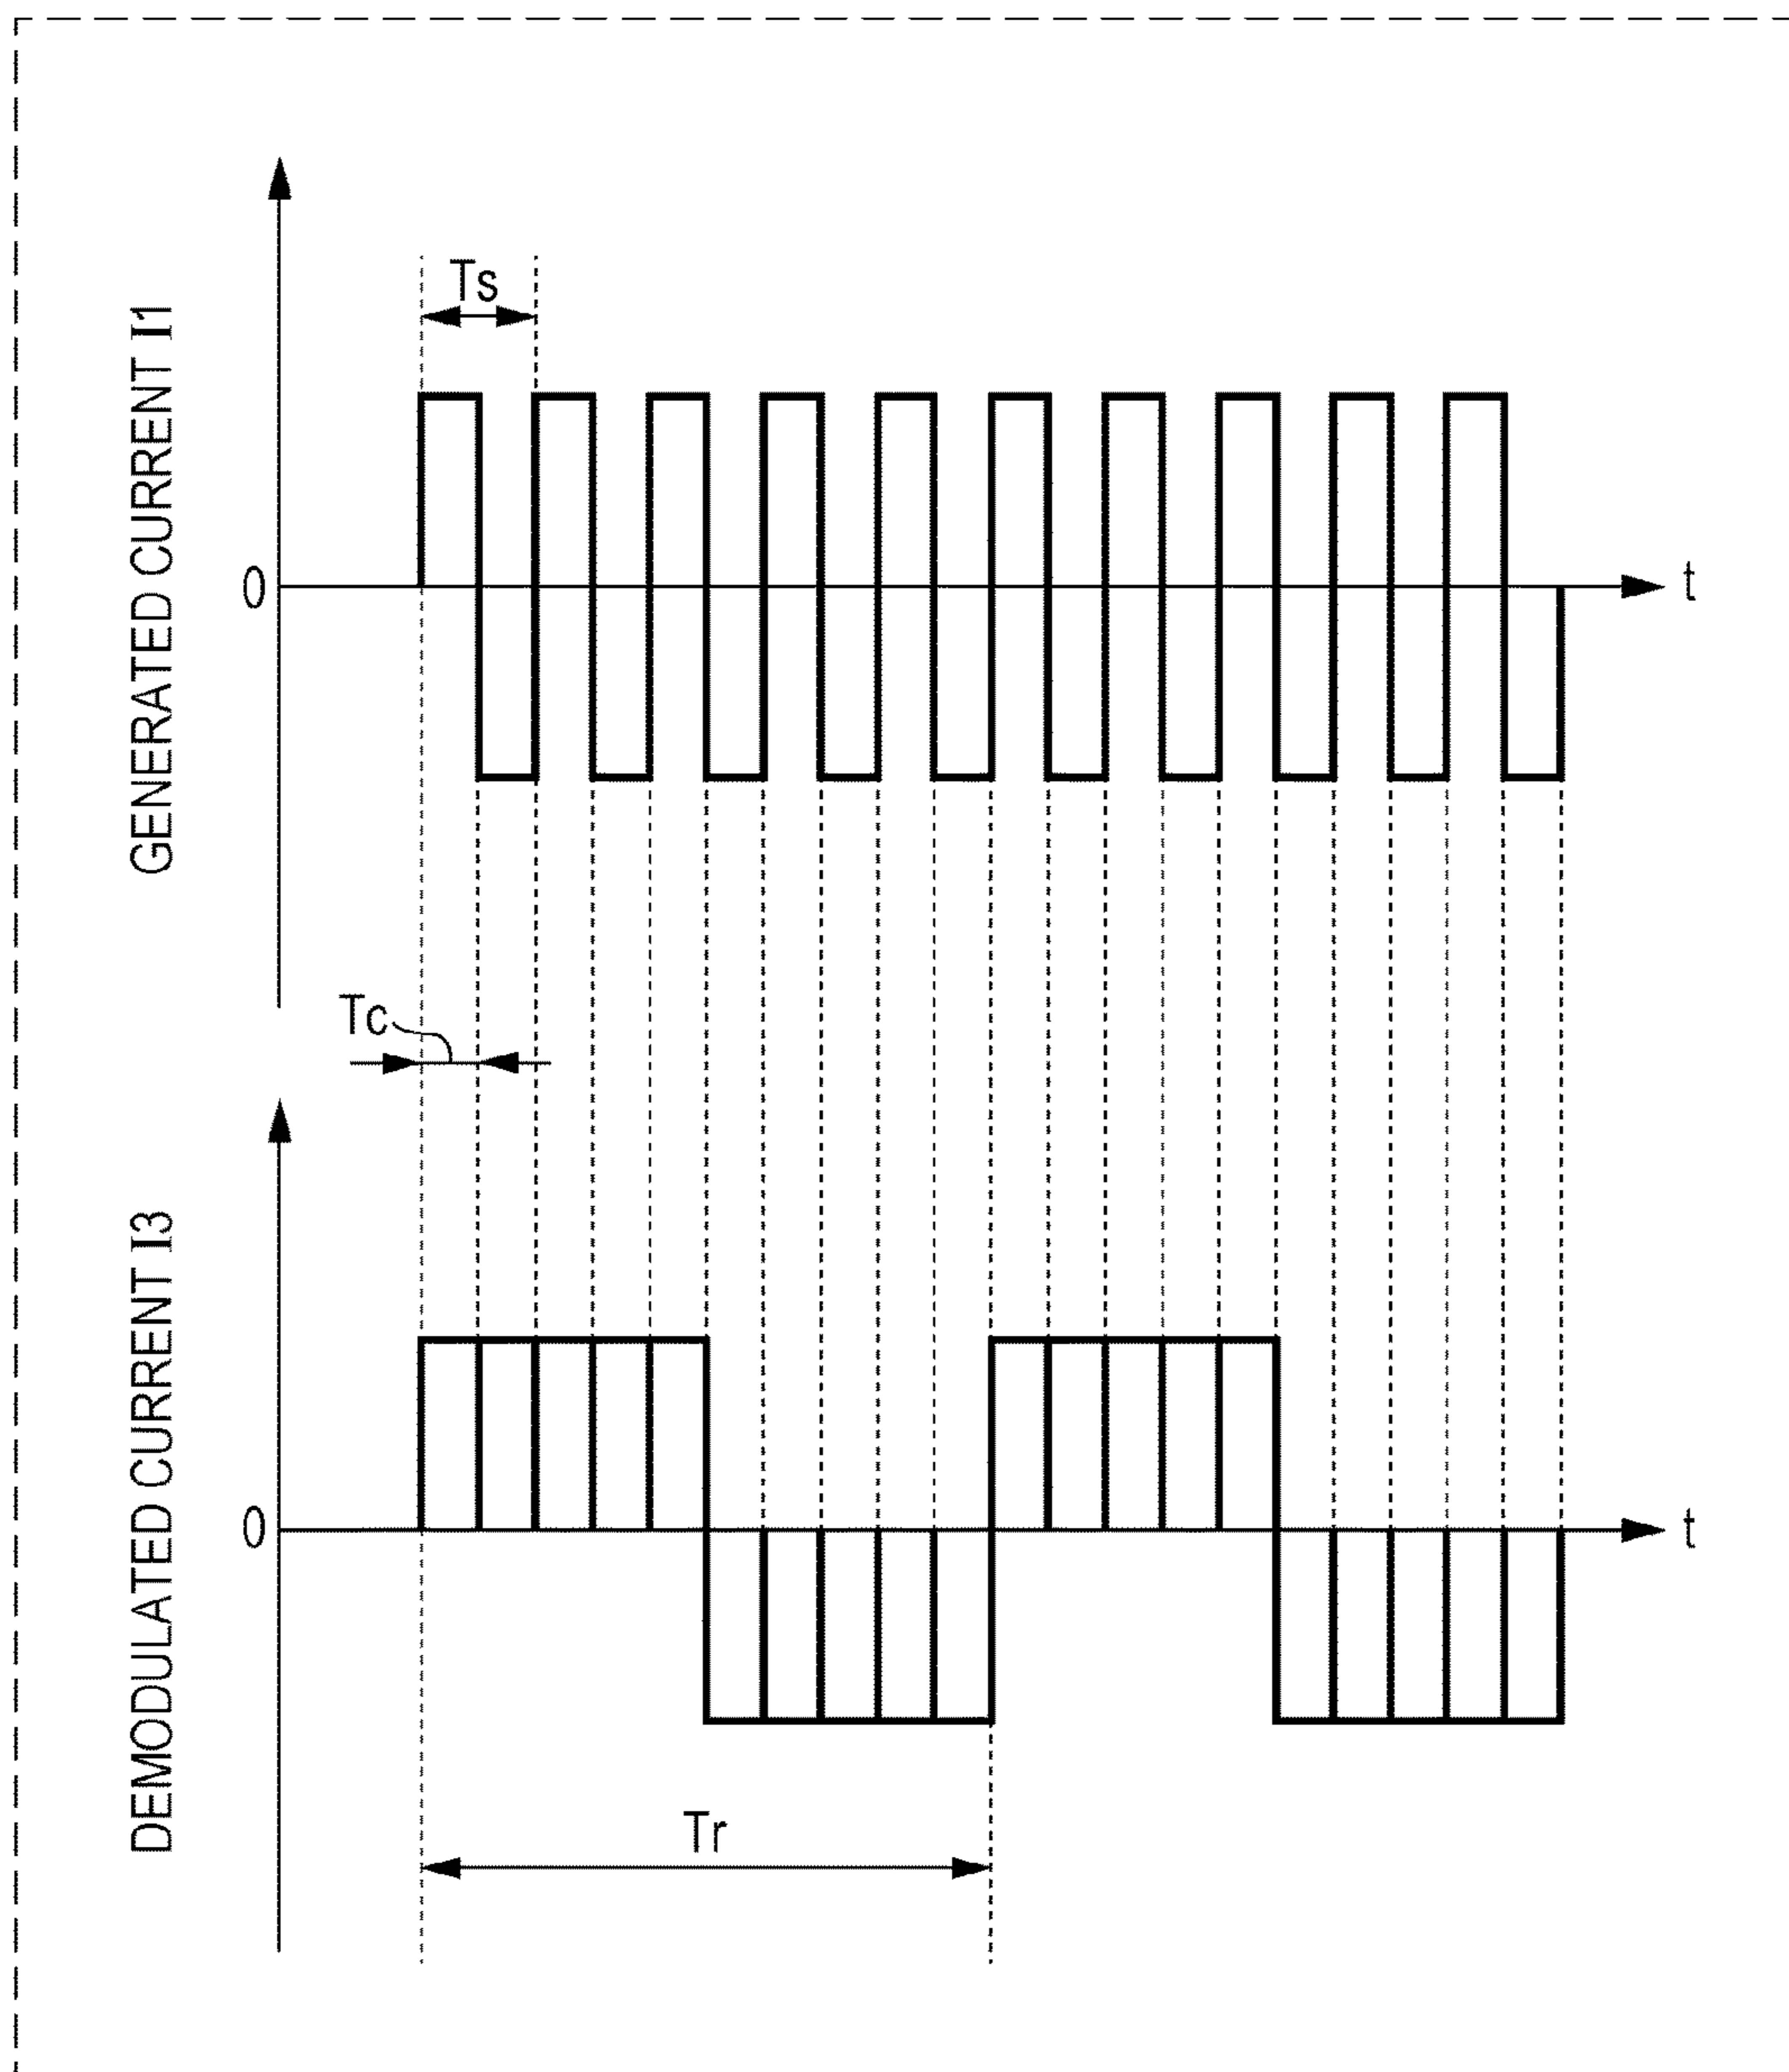 GENERATED CURRENT I1
Ts
0
t
Tc
DEMODULATED CURRENT I3
0
t
Tr